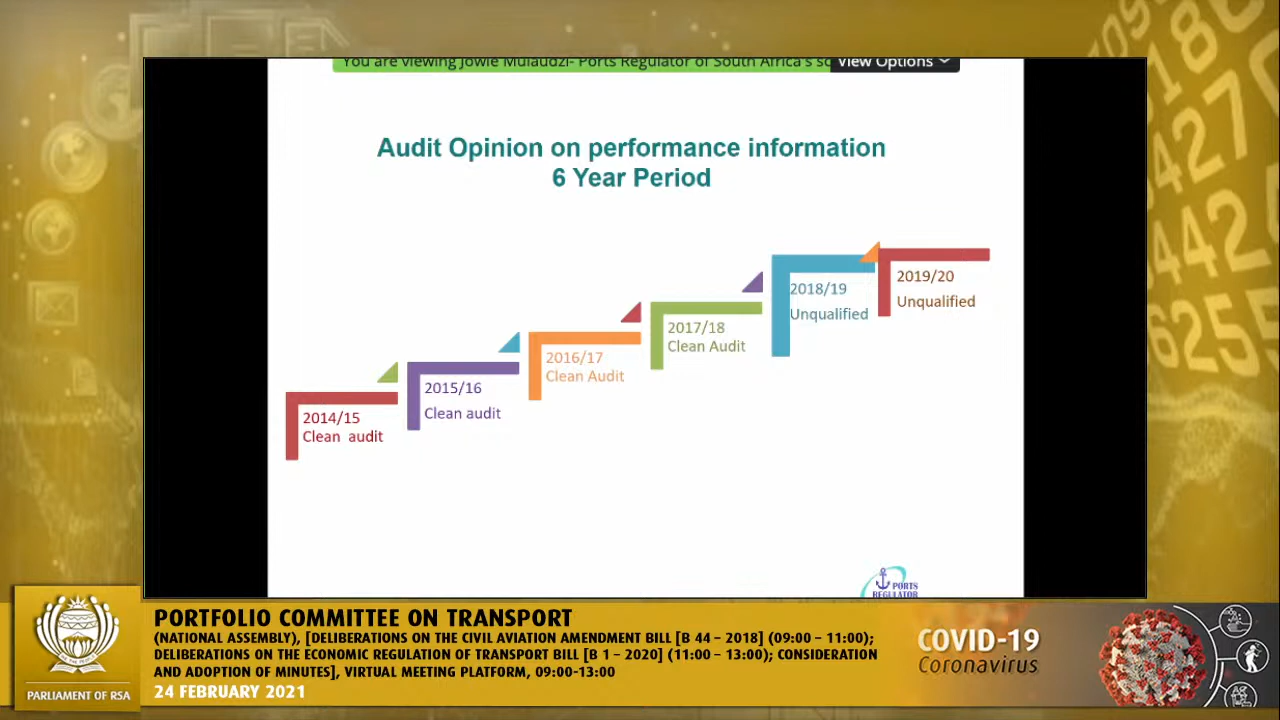 You are viewing Jowie Mulaudzi- Ports Regulator of South Africa's sc
View Options
Audit Opinion on performance information
6 Year Period
2014/15
Clean audit
2015/16
Clean audit
2016/17
Clean Audit
2017/18
Clean Audit
2018/19
Unqualified
2019/20
Unqualified
PORTS
REGULATOR
PARLIAMENT OF RSA
PORTFOLIO COMMITTEE ON TRANSPORT
(NATIONAL ASSEMBLY), [DELIBERATIONS ON THE CIVIL AVIATION AMENDMENT BILL [B 44 – 2018] (09:00 – 11:00);
DELIBERATIONS ON THE ECONOMIC REGULATION OF TRANSPORT BILL [B 1 – 2020] (11:00 – 13:00); CONSIDERATION
AND ADOPTION OF MINUTES], VIRTUAL MEETING PLATFORM, 09:00-13:00
24 FEBRUARY 2021
COVID-19
Coronavirus